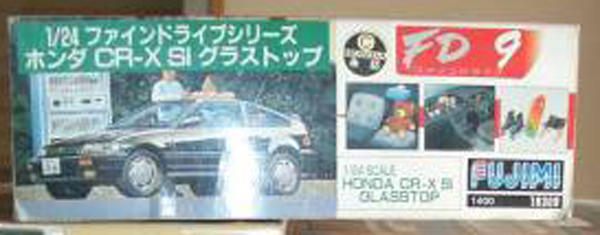 1/24 ファインドライブシリーズ
ホンダ CR-X SI グラストップ
FD 9
1/24 SCALE
HONDA CR-X Si
GLASSTOP
FUJIMI
1400